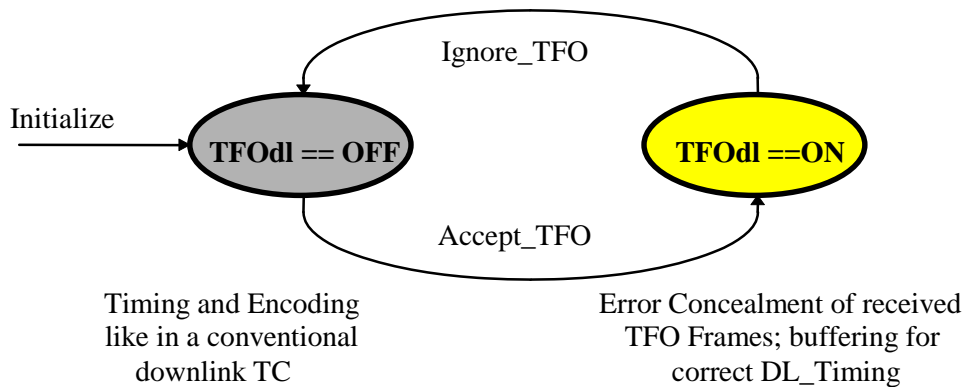 Ignore_TFO
Initialize
TFOdl == OFF
TFOdl ==ON
Accept_TFO
Timing and Encoding
like in a conventional
downlink TC
Error Concealment of received
TFO Frames; buffering for
correct DL_Timing